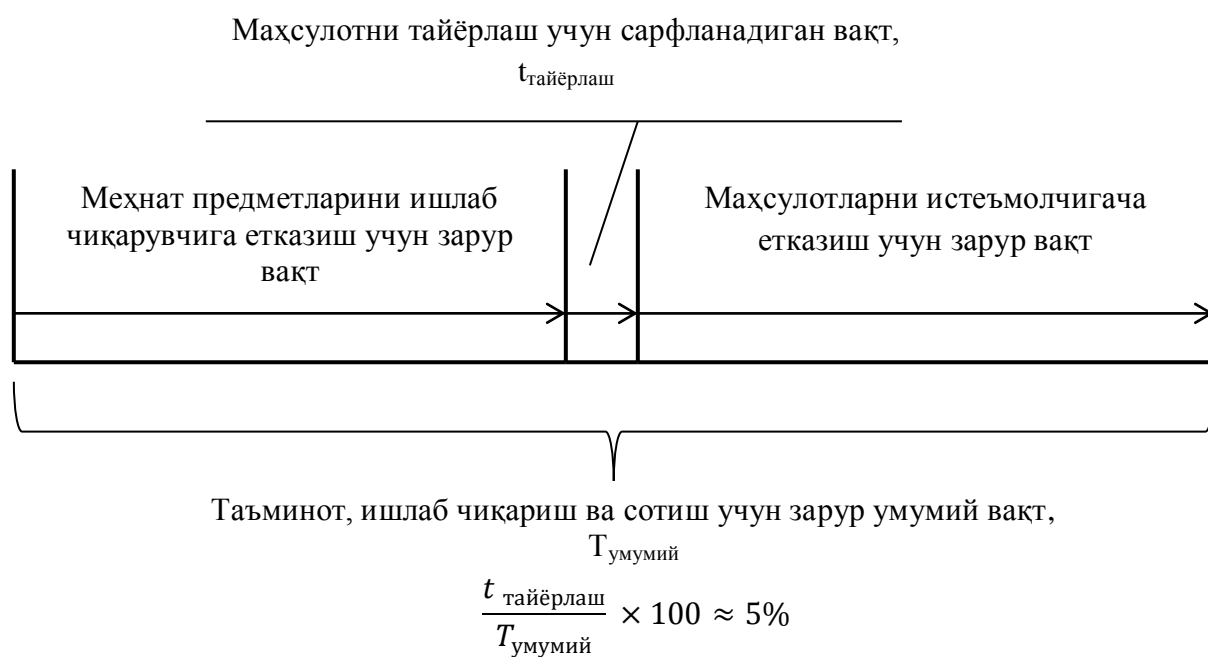 Маҳсулотни тайёрлаш учун сарфланадиган вақт,
tтайёрлаш
Меҳнат предметларини ишлаб
чиқарувчига етказиш учун зарур
вақт
Маҳсулотларни истеъмолчигача
етказиш учун зарур вақт
Таъминот, ишлаб чиқариш ва сотиш учун зарур умумий вақт,
Tумумий
t тайёрлаш
Tумумий
× 100 ≈ 5%